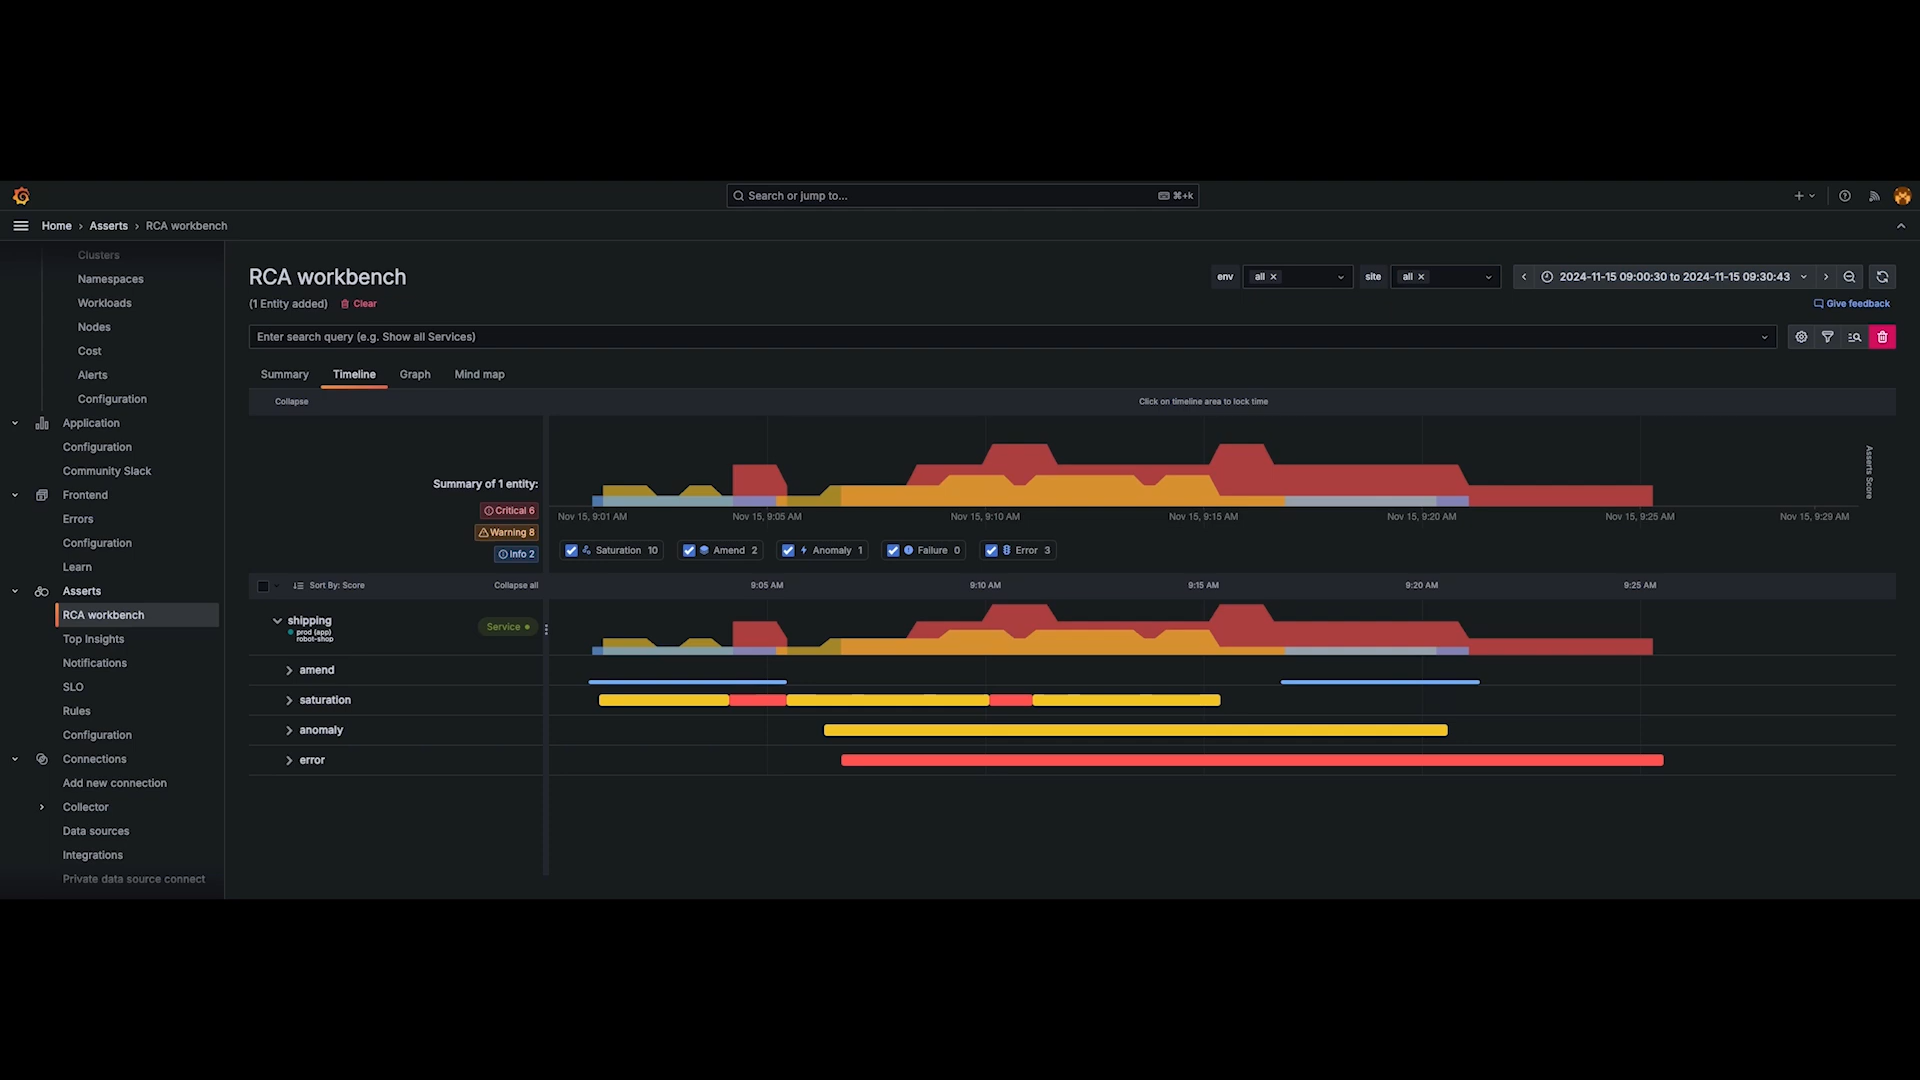 Search or jump to...
⌘+k
Home › Asserts › RCA workbench
Clusters
Namespaces
Workloads
Nodes
Cost
Alerts
Configuration
Application
Configuration
Community Slack
Frontend
Errors
Configuration
Learn
Asserts
RCA workbench
Top Insights
Notifications
SLO
Rules
Configuration
Connections
Add new connection
Collector
Data sources
Integrations
Private data source connect
RCA workbench
env all × site all × 2024-11-15 09:00:30 to 2024-11-15 09:30:43
(1 Entity added) Clear
Give feedback
Enter search query (e.g. Show all Services)
Summary Timeline Graph Mind map
Collapse Click on timeline area to lock time
Summary of 1 entity:
Critical 6
Warning 8
Info 2
Asserts Score
Nov 15, 9:01 AM Nov 15, 9:05 AM Nov 15, 9:10 AM Nov 15, 9:15 AM Nov 15, 9:20 AM Nov 15, 9:25 AM Nov 15, 9:29 AM
Saturation 10 Amend 2 Anomaly 1 Failure 0 Error 3
Sort By: Score Collapse all 9:05 AM 9:10 AM 9:15 AM 9:20 AM 9:25 AM
shipping
prod (app)
robot-shop
Service
amend
saturation
anomaly
error